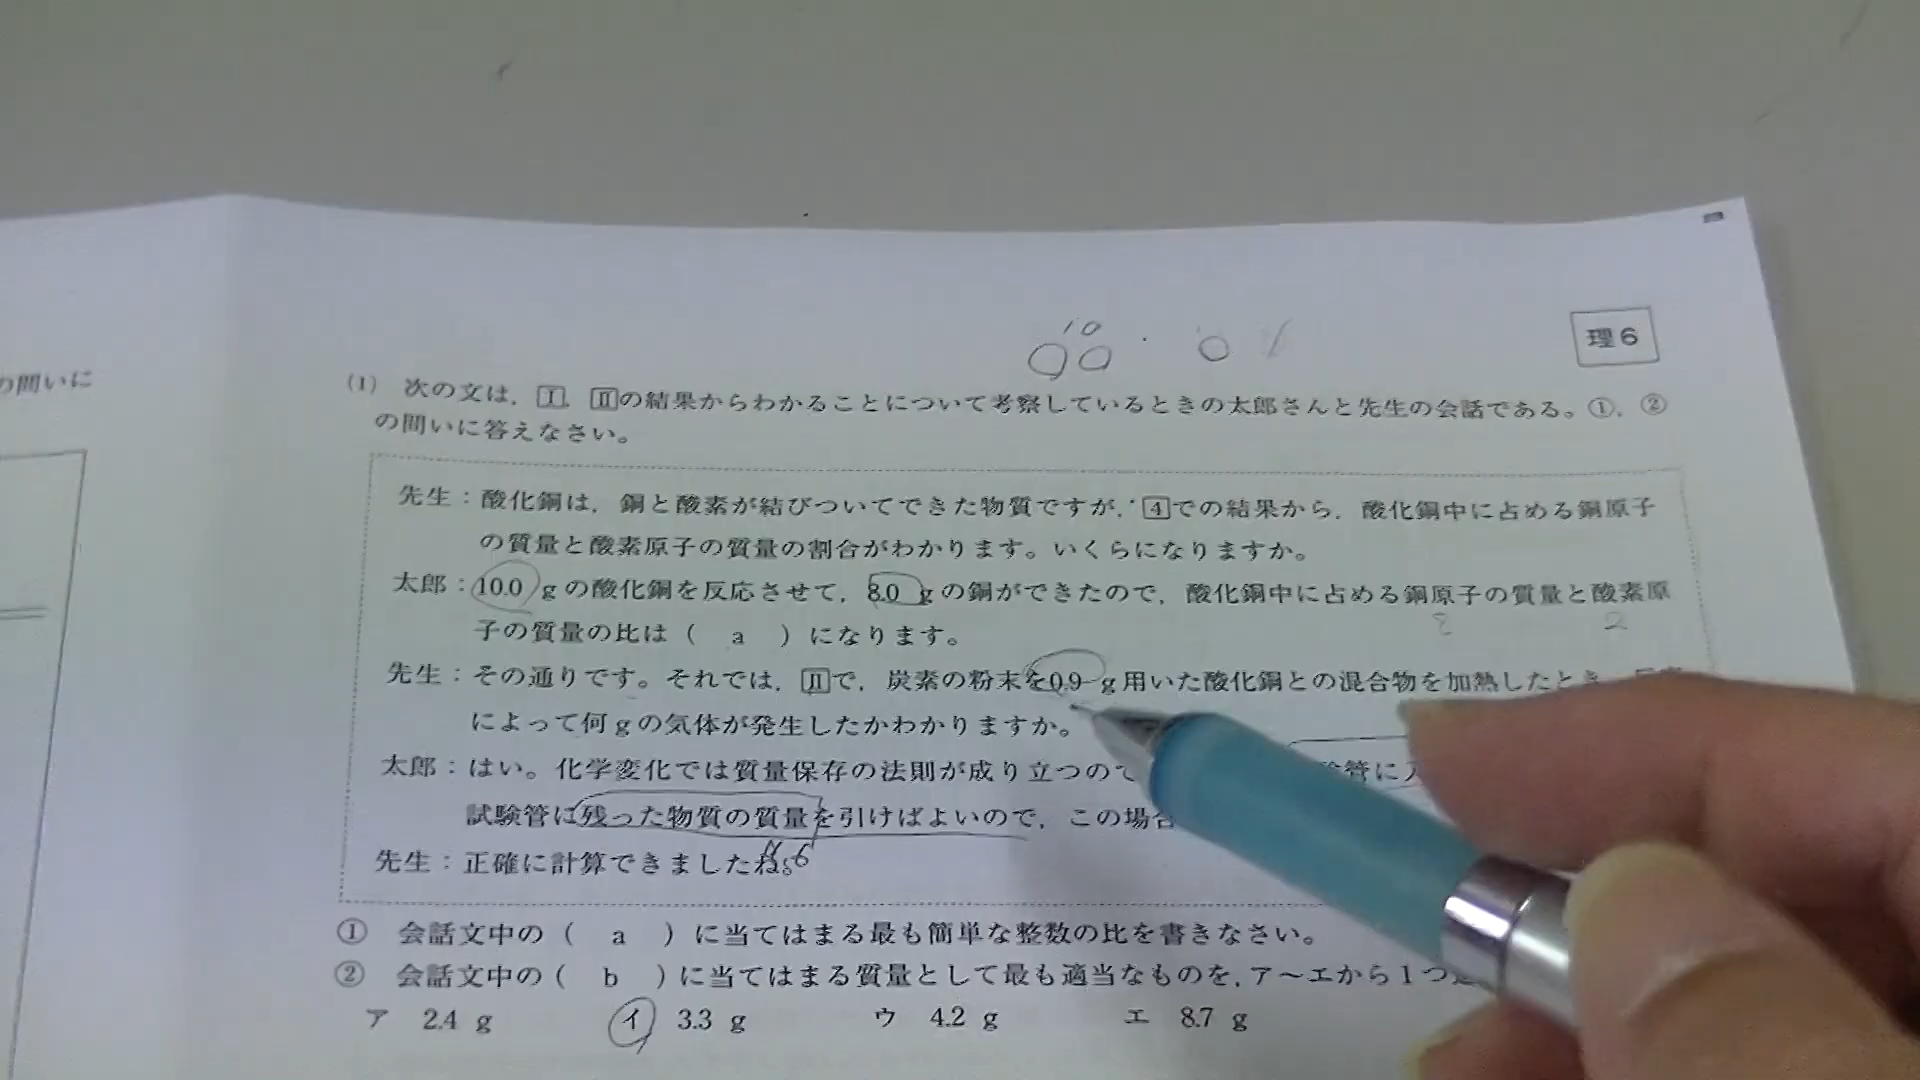 10
理6
の問いに
(1) 次の文は,Ⅰ,Ⅱの結果からわかることについて考察しているときの太郎さんと先生の会話である。①,②
の問いに答えなさい。
先生:酸化銅は,銅と酸素が結びついてできた物質ですが,4での結果から,酸化銅中に占める銅原子
の質量と酸素原子の質量の割合がわかります。いくらになりますか。
太郎:10.0gの酸化銅を反応させて,8.0gの銅ができたので,酸化銅中に占める銅原子の質量と酸素原
8 2
子の質量の比は( a )になります。
先生:その通りです。それでは,Ⅱで,炭素の粉末を0.9g用いた酸化銅との混合物を加熱したとき
によって何gの気体が発生したかわかりますか。
太郎:はい。化学変化では質量保存の法則が成り立つので 験管に入
試験管に残った物質の質量を引けばよいので,この場合
先生:正確に計算できましたね。
① 会話文中の( a )に当てはまる最も簡単な整数の比を書きなさい。
② 会話文中の( b )に当てはまる質量として最も適当なものを,ア~エから1つ
ア 2.4 g イ 3.3 g ウ 4.2 g エ 8.7 g